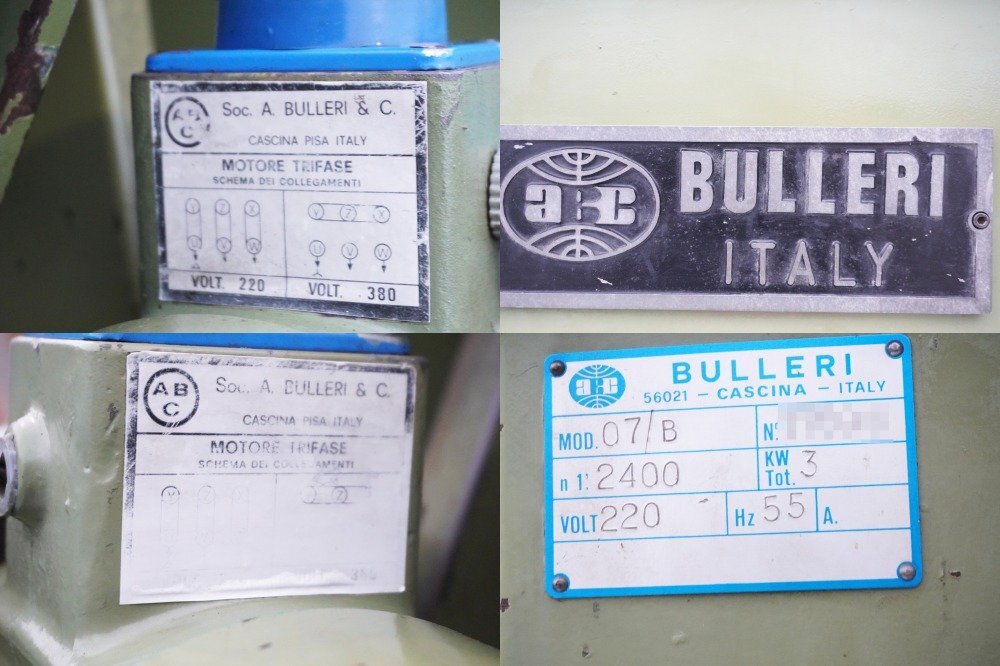 ABC
Soc. A. BULLERI & C.
CASCINA PISA ITALY
MOTORE TRIFASE
SCHEMA DEI COLLEGAMENTI
Y Z X Y Z X
U V W U V W
VOLT. 220 VOLT. 380
aBc BULLERI
ITALY
ABC
Soc. A. BULLERI & C.
CASCINA PISA ITALY
MOTORE TRIFASE
SCHEMA DEI COLLEGAMENTI
Y Z
aBc BULLERI
56021 - CASCINA - ITALY
MOD. 07/B N.
n 1': 2400 KW Tot. 3
VOLT 220 Hz 55 A.